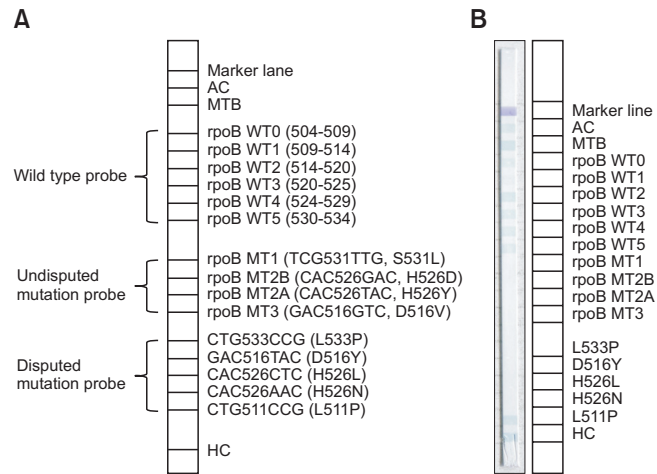 A
Marker lane
AC
MTB
rpoB WT0 (504-509)
rpoB WT1 (509-514)
Wild type probe
rpoB WT2 (514-520)
rpoB WT3 (520-525)
rpoB WT4 (524-529)
rpoB WT5 (530-534)
rpoB MT1 (TCG531TTG, S531L)
Undisputed
mutation probe
rpoB MT2B (CAC526GAC, H526D)
rpoB MT2A (CAC526TAC, H526Y)
rpoB MT3 (GAC516GTC, D516V)
CTG533CCG (L533P)
GAC516TAC (D516Y)
Disputed
mutation probe
CAC526CTC (H526L)
CAC526AAC (H526N)
CTG511CCG (L511P)
HC
B
Marker line
AC
MTB
rpoB WT0
rpoB WT1
rpoB WT2
rpoB WT3
rpoB WT4
rpoB WT5
rpoB MT1
rpoB MT2B
rpoB MT2A
rpoB MT3
L533P
D516Y
H526L
H526N
L511P
HC